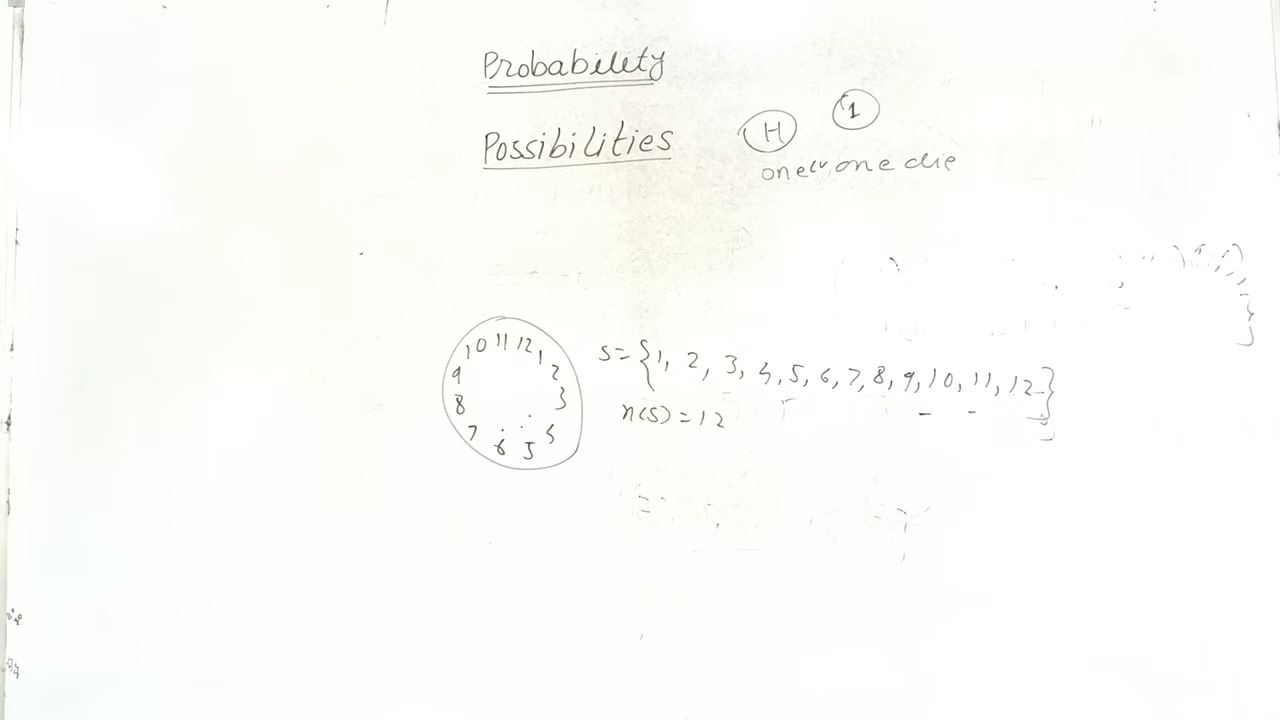 Probability
Possibilities
H 1
one one die
10 11 12 1
9 2
8 3
7 6 5 4
S={1, 2, 3, 4, 5, 6, 7, 8, 9, 10, 11, 12}
n(S)=12